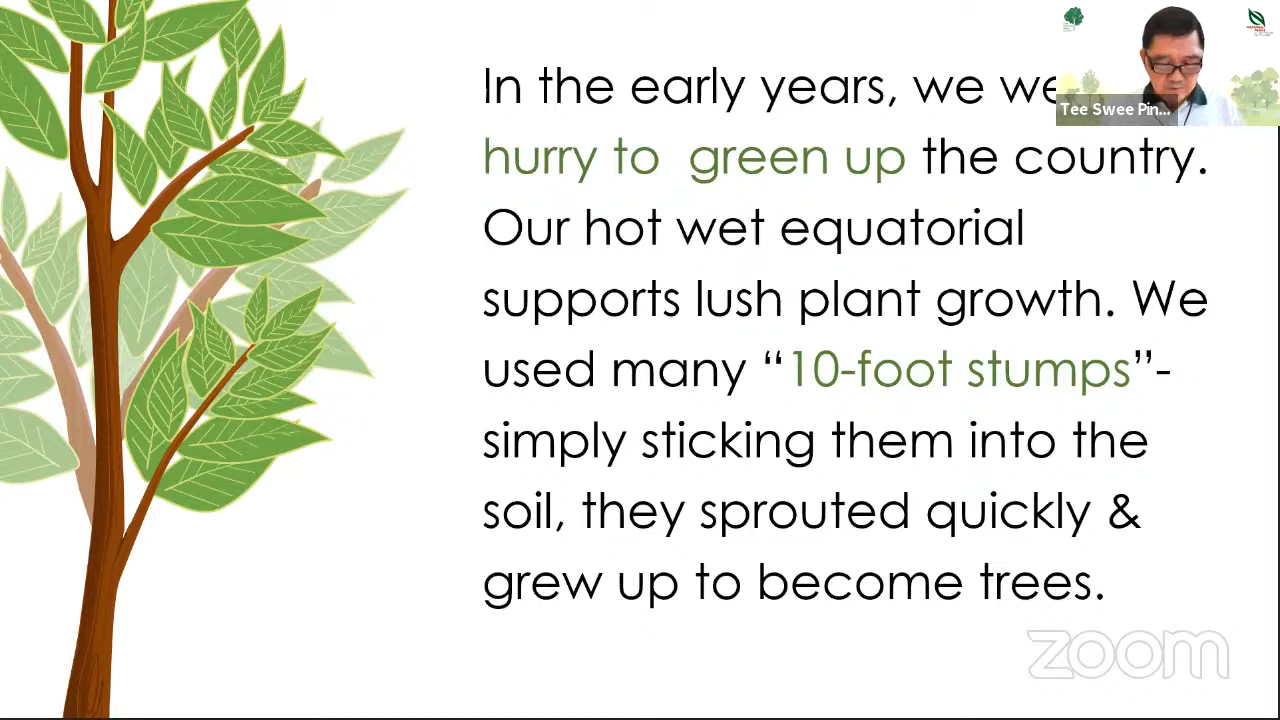 In the early years, we we
hurry to green up the country.
Our hot wet equatorial
supports lush plant growth. We
used many “10-foot stumps”-
simply sticking them into the
soil, they sprouted quickly &
grew up to become trees.
Tee Swee Pin...
zoom